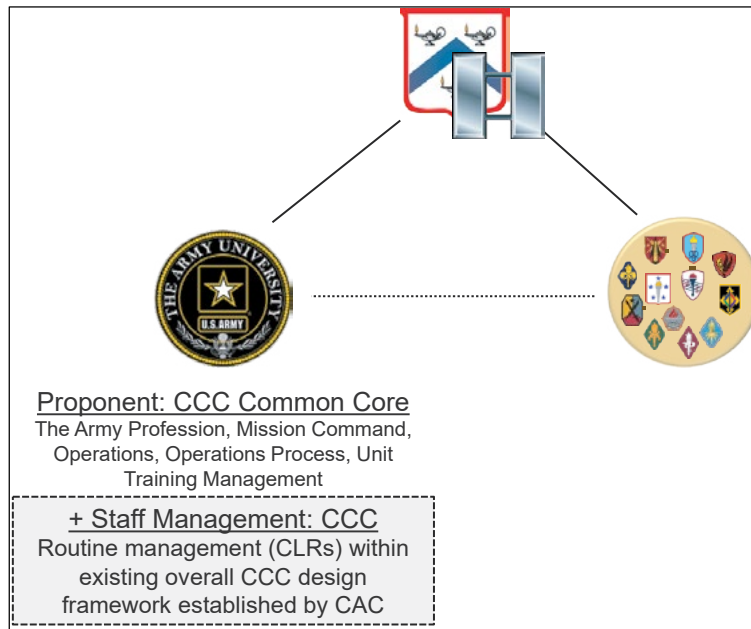 THE ARMY UNIVERSITY
U.S. ARMY
Proponent: CCC Common Core
The Army Profession, Mission Command,
Operations, Operations Process, Unit
Training Management
+ Staff Management: CCC
Routine management (CLRs) within
existing overall CCC design
framework established by CAC